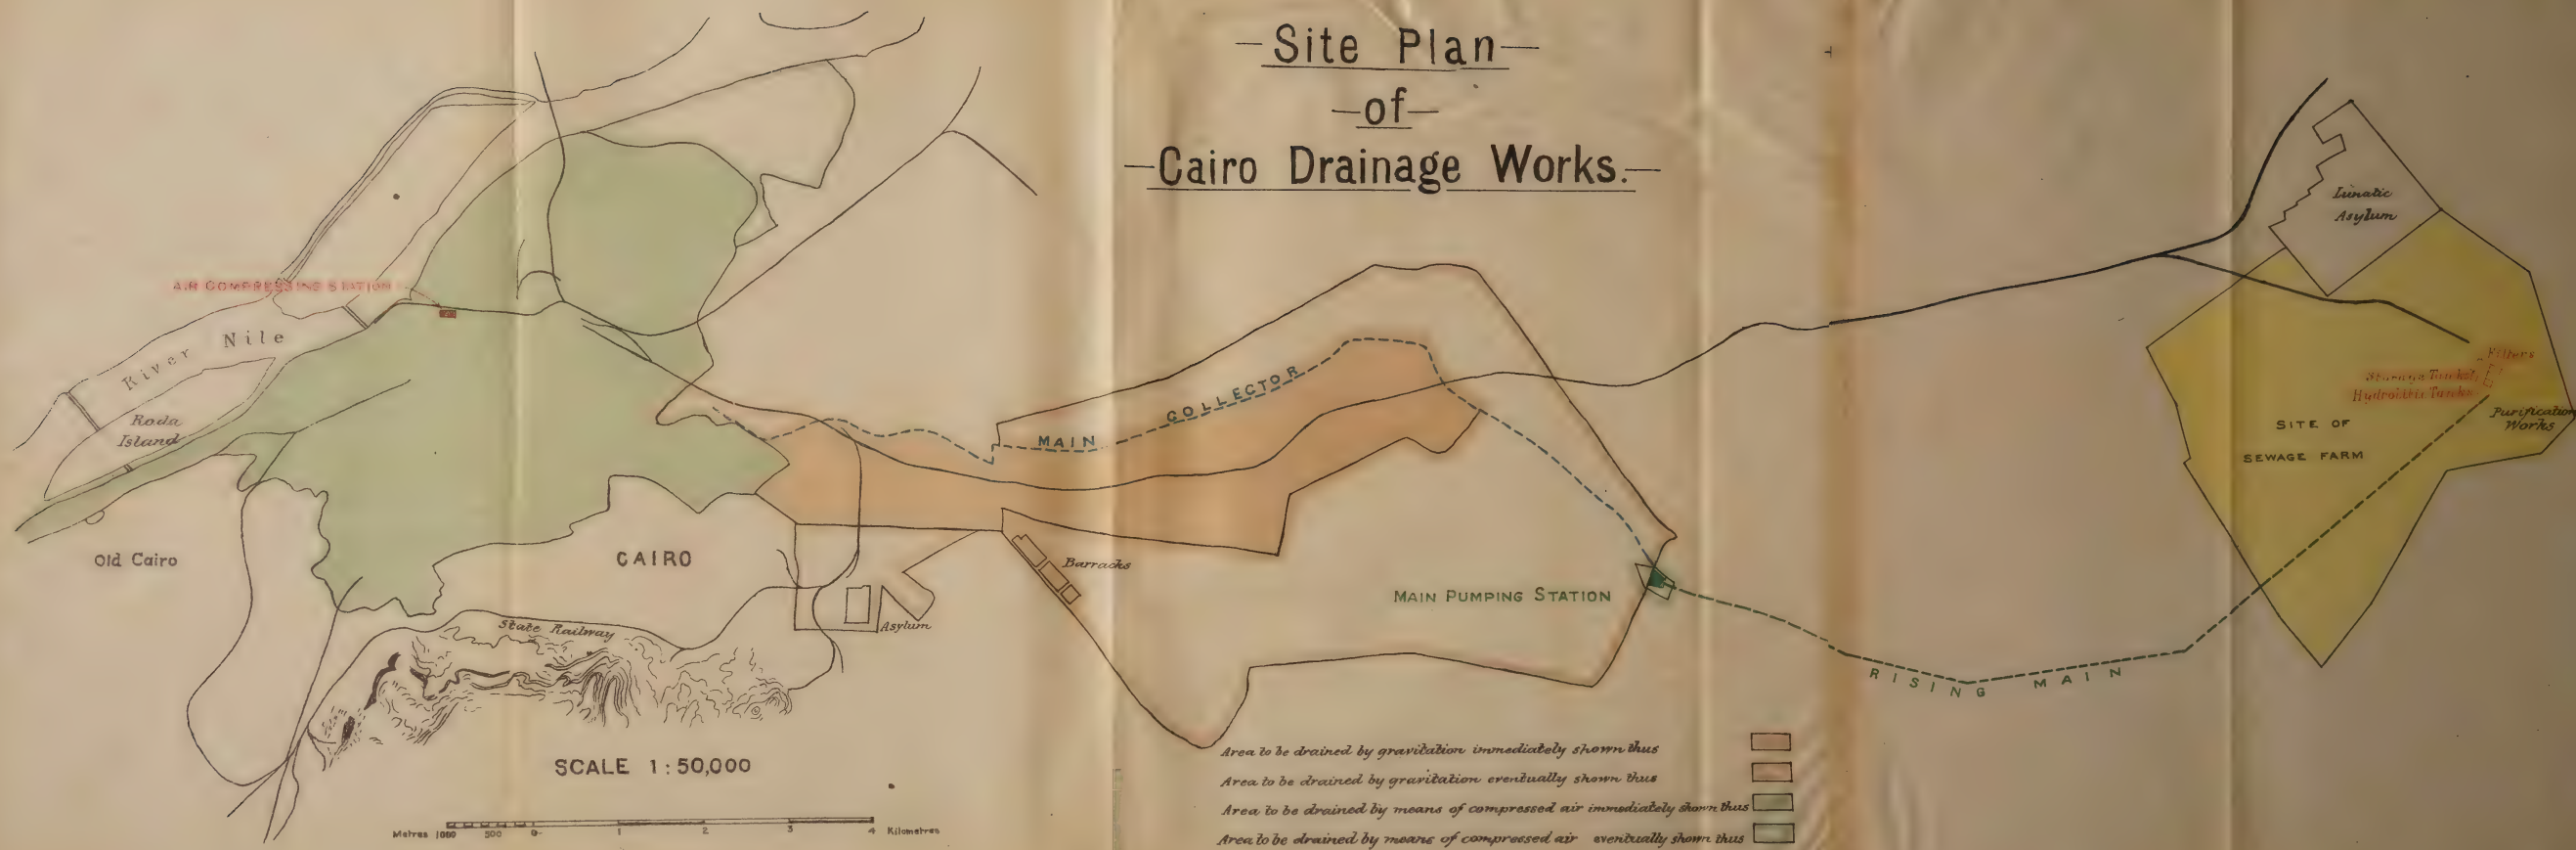 —Site Plan—
—of—
—Cairo Drainage Works.—
Lunatic
Asylum
AIR COMPRESSING STATION
River Nile
Roda
Island
MAIN COLLECTOR
Filters
Storage Tanks
Hydrolitic Tanks
Purification
Works
SITE OF
SEWAGE FARM
Old Cairo
CAIRO
Barracks
MAIN PUMPING STATION
Asylum
State Railway
RISING MAIN
SCALE 1:50,000
Metres 1000 500 0 1 2 3 4 Kilometres
Area to be drained by gravitation immediately shown thus
Area to be drained by gravitation eventually shown thus
Area to be drained by means of compressed air immediately shown thus
Area to be drained by means of compressed air eventually shown thus